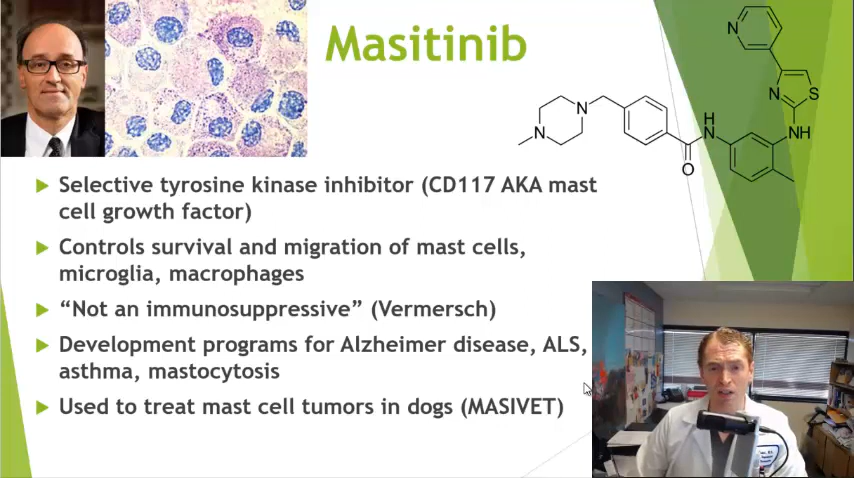 Masitinib
N
S
N
NH
H
N
N
N
O
Selective tyrosine kinase inhibitor (CD117 AKA mast
cell growth factor)
Controls survival and migration of mast cells,
microglia, macrophages
“Not an immunosuppressive” (Vermersch)
Development programs for Alzheimer disease, ALS,
asthma, mastocytosis
Used to treat mast cell tumors in dogs (MASIVET)